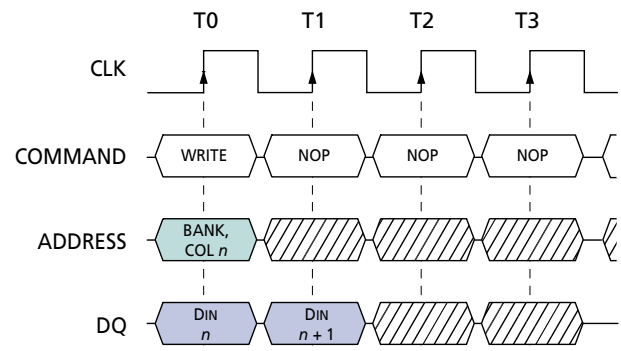 T0 T1 T2 T3
CLK
COMMAND WRITE NOP NOP NOP
ADDRESS BANK,
COL n
DQ DIN
n DIN
n + 1